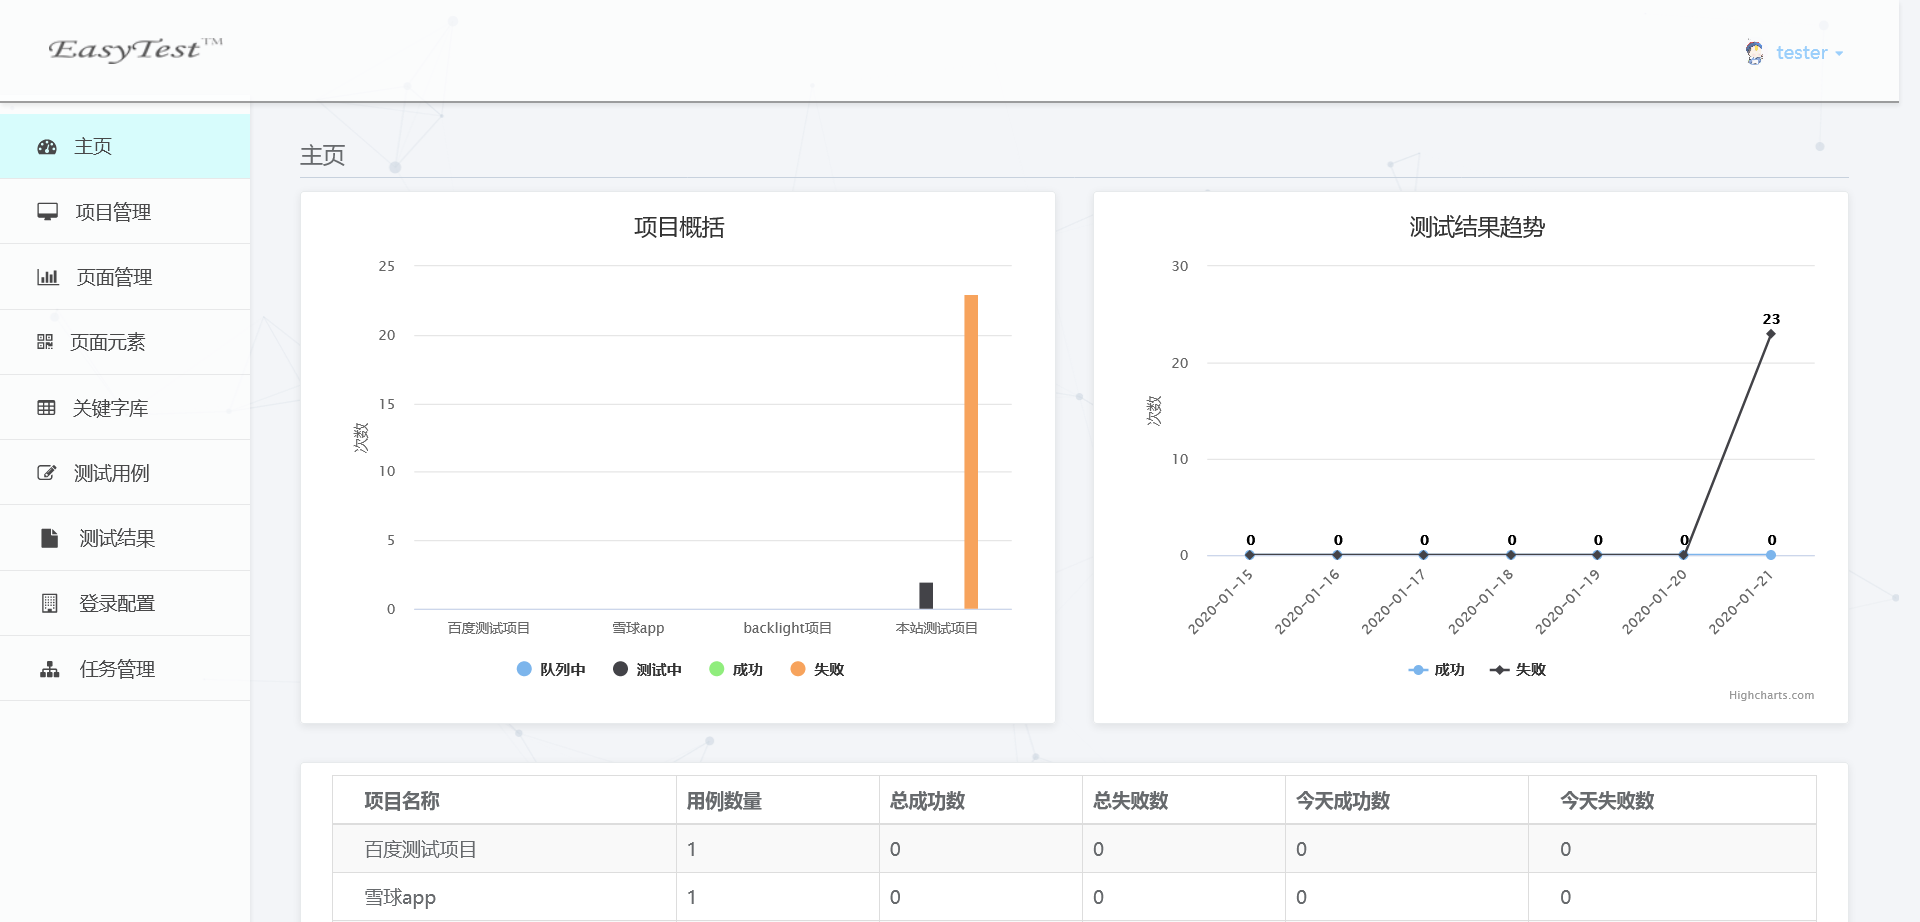 EasyTest™
tester
主页
项目管理
页面管理
页面元素
关键字库
测试用例
测试结果
登录配置
任务管理
主页
项目概括
25
20
15
10
5
0
次数
百度测试项目 雪球app backlight项目 本站测试项目
队列中 测试中 成功 失败
测试结果趋势
30
20
10
0
次数
23
0 0 0 0 0 0 0
2020-01-15 2020-01-16 2020-01-17 2020-01-18 2020-01-19 2020-01-20 2020-01-21
成功 失败
Highcharts.com
项目名称 用例数量 总成功数 总失败数 今天成功数 今天失败数
百度测试项目 1 0 0 0 0
雪球app 1 0 0 0 0